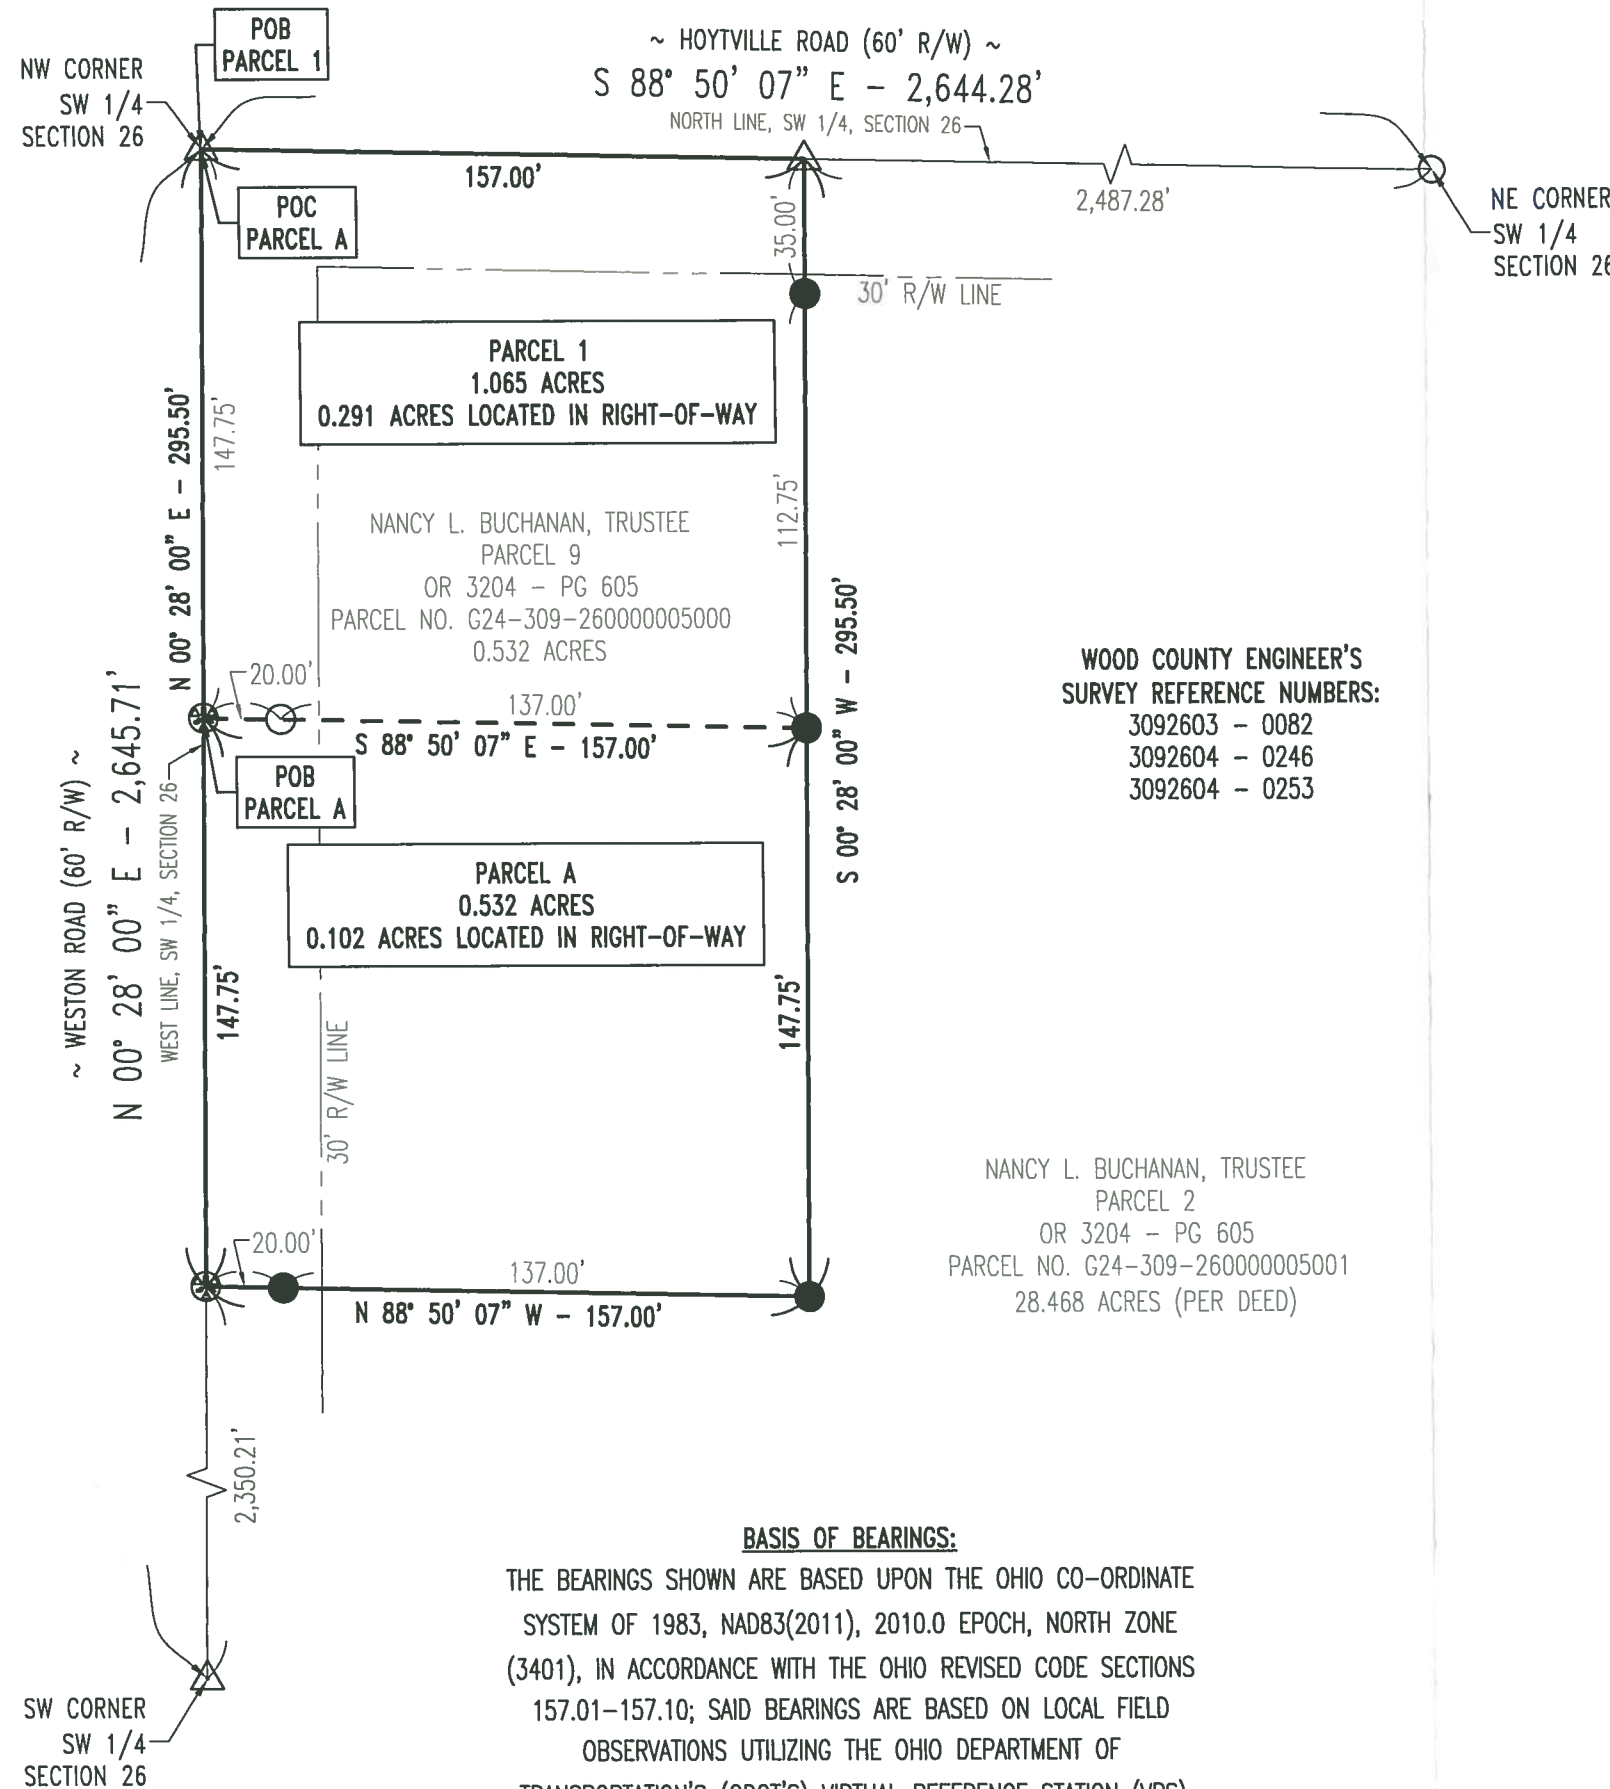 POB
PARCEL 1
~ HOYTVILLE ROAD (60' R/W) ~
S 88° 50' 07" E - 2,644.28'
NORTH LINE, SW 1/4, SECTION 26
NW CORNER
SW 1/4
SECTION 26
157.00'
2,487.28'
NE CORNER
SW 1/4
SECTION 26
POC
PARCEL A
35.00'
30' R/W LINE
PARCEL 1
1.065 ACRES
0.291 ACRES LOCATED IN RIGHT-OF-WAY
N 00° 28' 00" E - 295.50'
147.75'
112.75'
NANCY L. BUCHANAN, TRUSTEE
PARCEL 9
OR 3204 - PG 605
PARCEL NO. G24-309-260000005000
0.532 ACRES
S 00° 28' 00" W - 295.50'
WOOD COUNTY ENGINEER'S
SURVEY REFERENCE NUMBERS:
3092603 - 0082
3092604 - 0246
3092604 - 0253
20.00'
137.00'
S 88° 50' 07" E - 157.00'
~ WESTON ROAD (60' R/W) ~
N 00° 28' 00" E - 2,645.71'
WEST LINE, SW 1/4, SECTION 26
POB
PARCEL A
PARCEL A
0.532 ACRES
0.102 ACRES LOCATED IN RIGHT-OF-WAY
147.75'
147.75'
30' R/W LINE
20.00'
137.00'
N 88° 50' 07" W - 157.00'
NANCY L. BUCHANAN, TRUSTEE
PARCEL 2
OR 3204 - PG 605
PARCEL NO. G24-309-260000005001
28.468 ACRES (PER DEED)
2,350.21'
SW CORNER
SW 1/4
SECTION 26
BASIS OF BEARINGS:
THE BEARINGS SHOWN ARE BASED UPON THE OHIO CO-ORDINATE
SYSTEM OF 1983, NAD83(2011), 2010.0 EPOCH, NORTH ZONE
(3401), IN ACCORDANCE WITH THE OHIO REVISED CODE SECTIONS
157.01-157.10; SAID BEARINGS ARE BASED ON LOCAL FIELD
OBSERVATIONS UTILIZING THE OHIO DEPARTMENT OF
TRANSPORTATION'S (ODOT'S) VIRTUAL REFERENCE STATION (VRS)